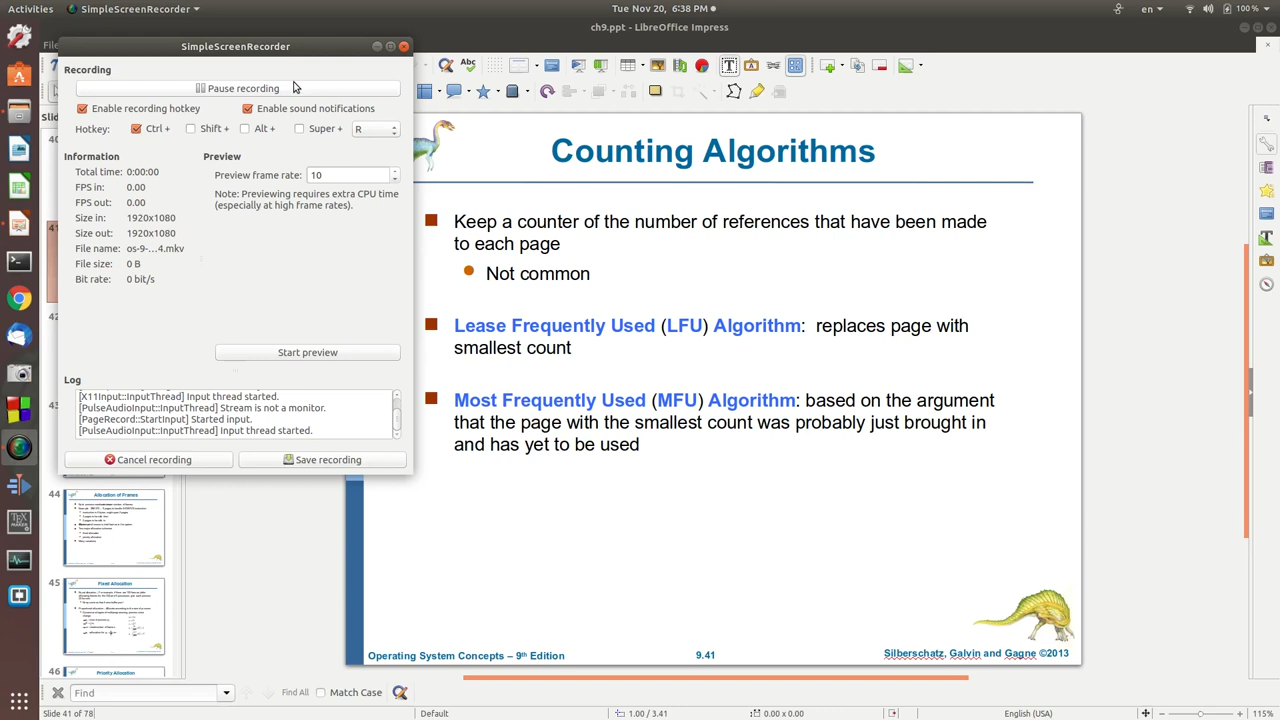 Activities
SimpleScreenRecorder
Tue Nov 20, 6:38 PM
en
100 %
ch9.ppt - LibreOffice Impress
SimpleScreenRecorder
Recording
Pause recording
Enable recording hotkey
Enable sound notifications
Hotkey:
Ctrl +
Shift +
Alt +
Super +
R
Information
Total time: 0:00:00
FPS in: 0.00
FPS out: 0.00
Size in: 1920x1080
Size out: 1920x1080
File name: os-9-...4.mkv
File size: 0 B
Bit rate: 0 bit/s
Preview
Preview frame rate: 10
Note: Previewing requires extra CPU time
(especially at high frame rates).
Start preview
Log
[X11Input::InputThread] Input thread started.
[PulseAudioInput::InputThread] Stream is not a monitor.
[PageRecord::StartInput] Started input.
[PulseAudioInput::InputThread] Input thread started.
Cancel recording
Save recording
Counting Algorithms
Keep a counter of the number of references that have been made
to each page
Not common
Lease Frequently Used (LFU) Algorithm: replaces page with
smallest count
Most Frequently Used (MFU) Algorithm: based on the argument
that the page with the smallest count was probably just brought in
and has yet to be used
Operating System Concepts – 9th Edition
9.41
Silberschatz, Galvin and Gagne ©2013
44
Allocation of Frames
45
Fixed Allocation
46
Priority Allocation
Find
Find All
Match Case
Slide 41 of 78
Default
1.00 / 3.41
0.00 x 0.00
English (USA)
115%